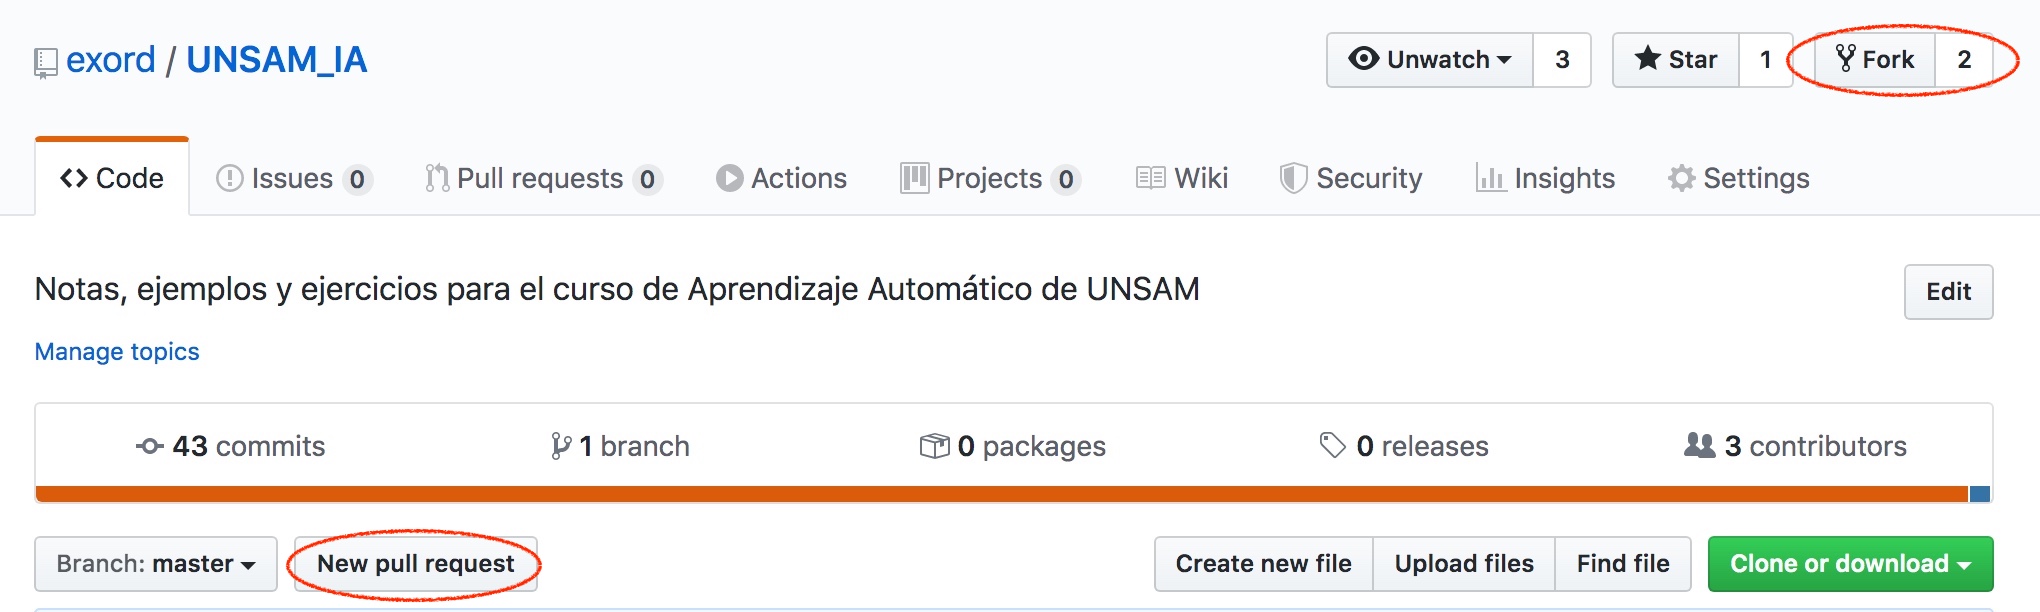 exord / UNSAM_IA
Unwatch 3 Star 1 Fork 2
Code Issues 0 Pull requests 0 Actions Projects 0 Wiki Security Insights Settings
Notas, ejemplos y ejercicios para el curso de Aprendizaje Automático de UNSAM Edit
Manage topics
43 commits 1 branch 0 packages 0 releases 3 contributors
Branch: master New pull request Create new file Upload files Find file Clone or download